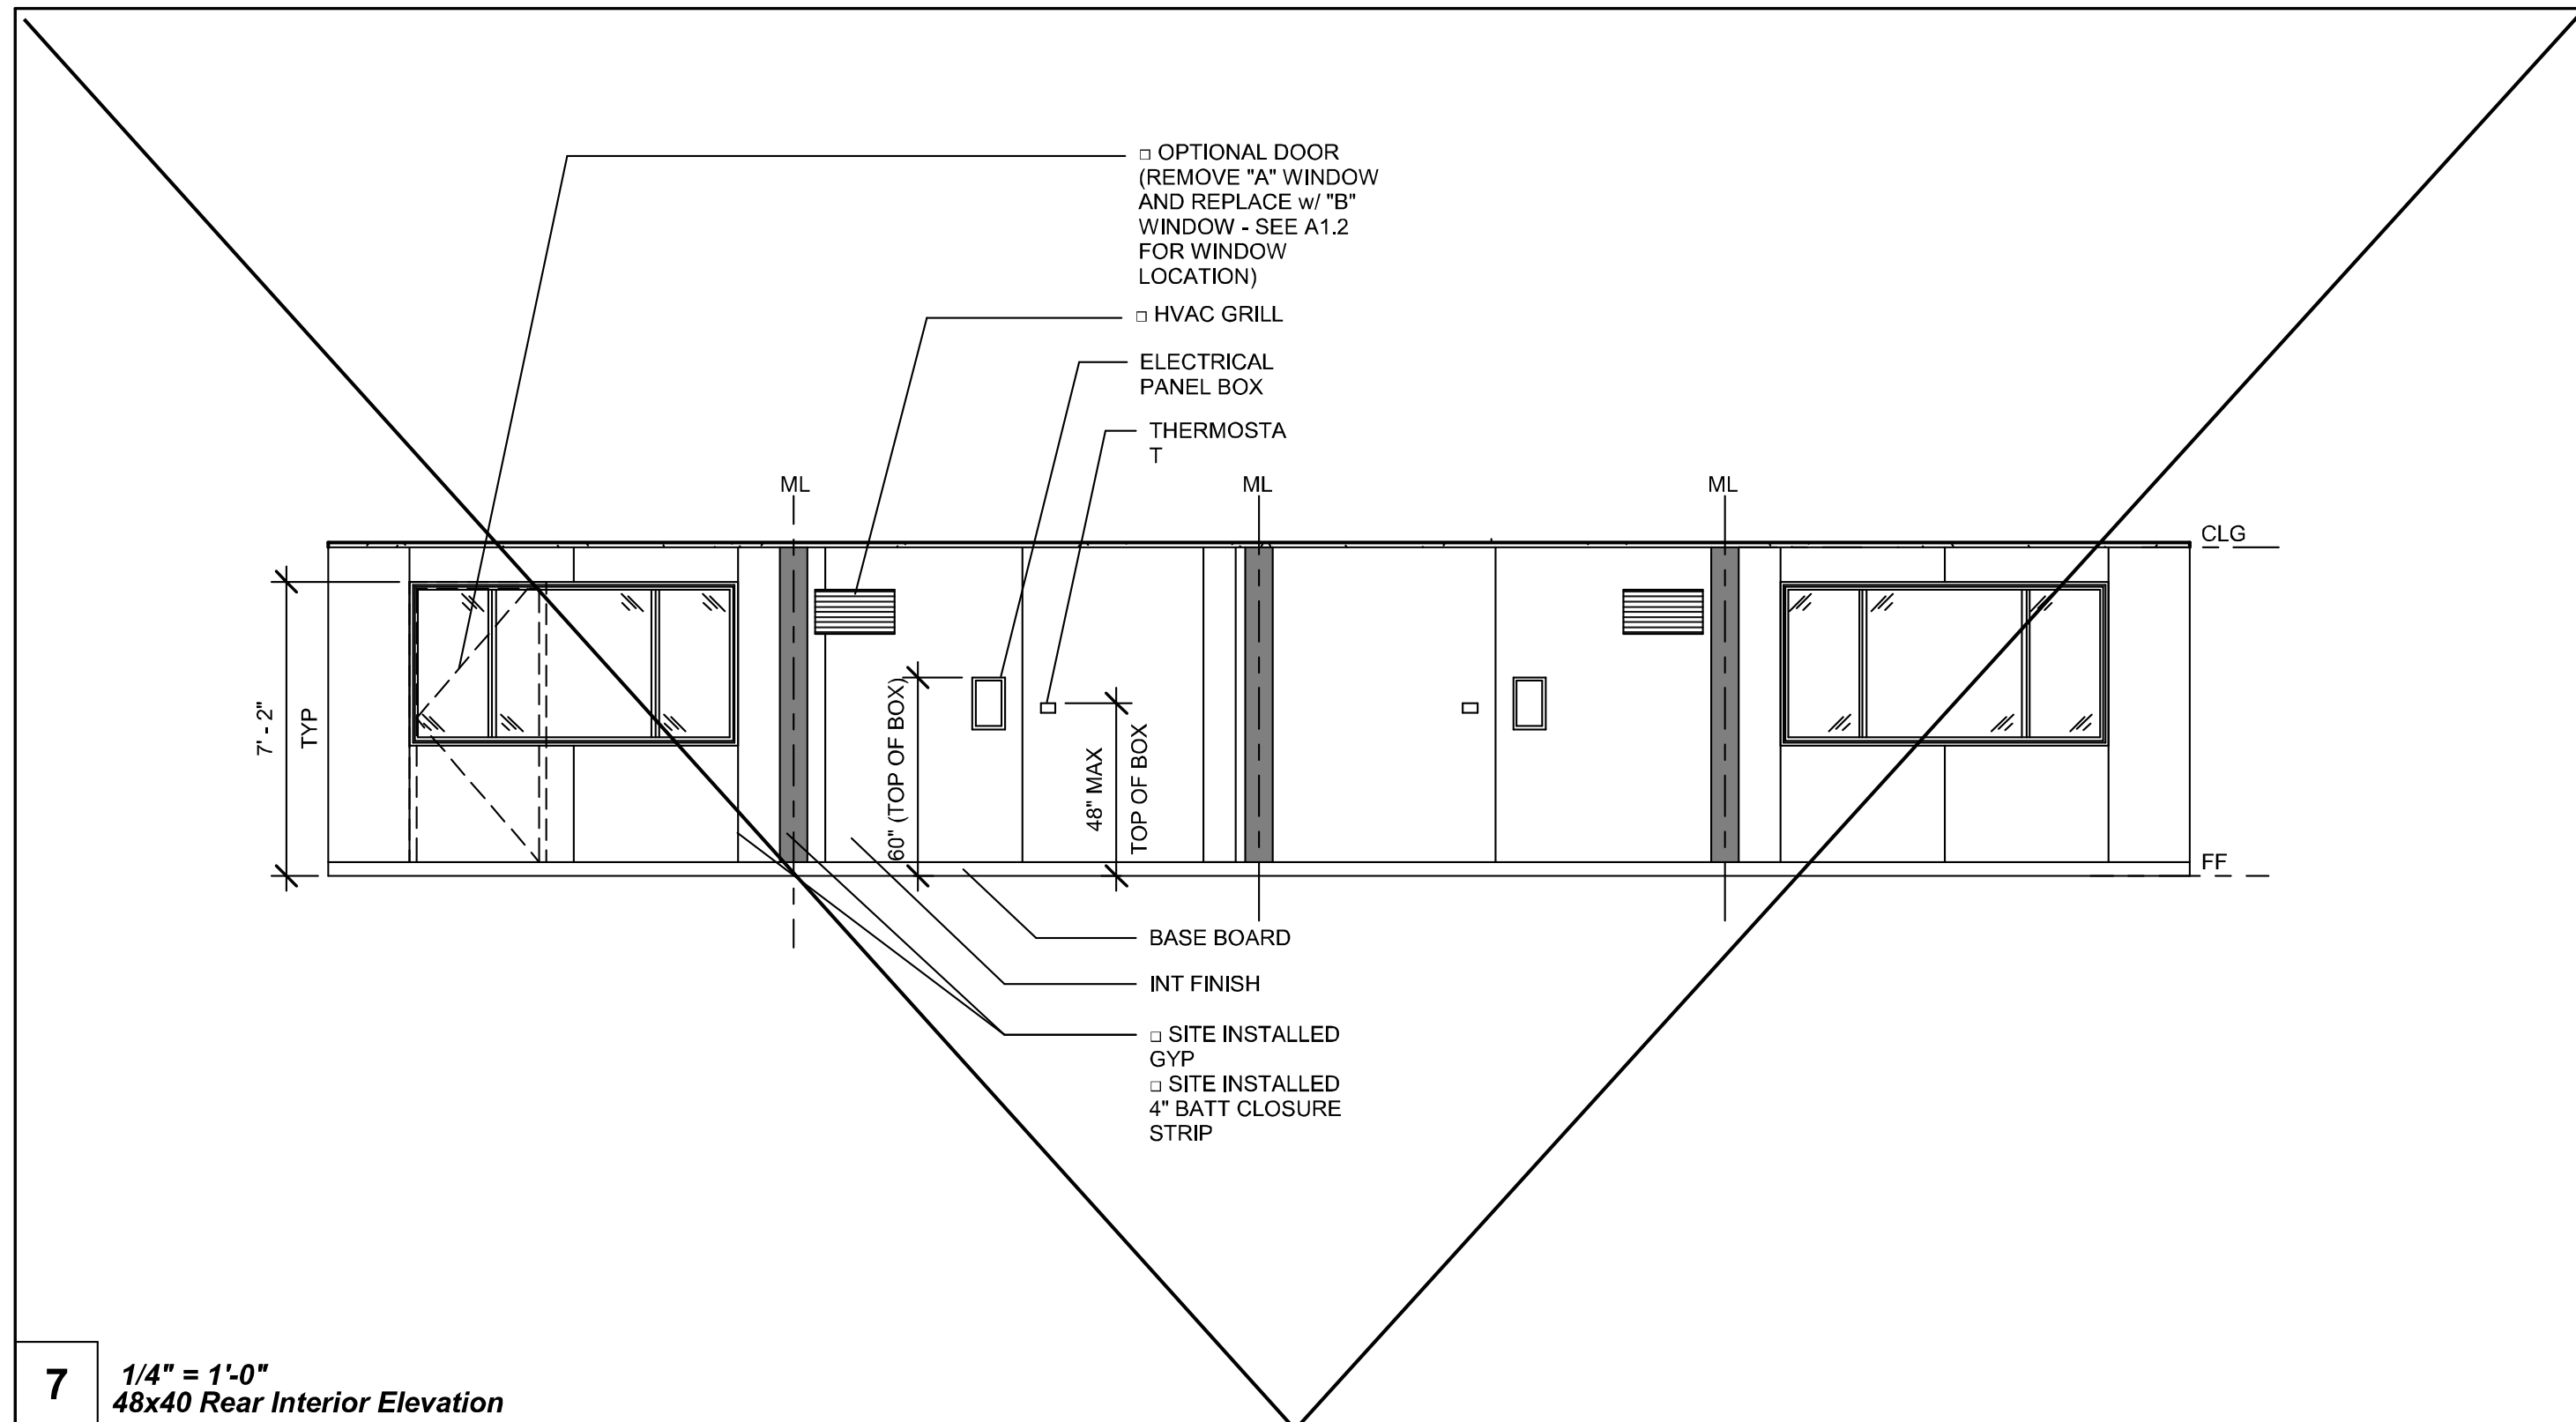 □ OPTIONAL DOOR
(REMOVE "A" WINDOW
AND REPLACE w/ "B"
WINDOW - SEE A1.2
FOR WINDOW
LOCATION)
□ HVAC GRILL
ELECTRICAL
PANEL BOX
THERMOSTA
T
ML
ML
ML
CLG
7' - 2"
TYP
60" (TOP OF BOX)
48" MAX
TOP OF BOX
FF
BASE BOARD
INT FINISH
□ SITE INSTALLED
GYP
□ SITE INSTALLED
4" BATT CLOSURE
STRIP
7
1/4" = 1'-0"
48x40 Rear Interior Elevation